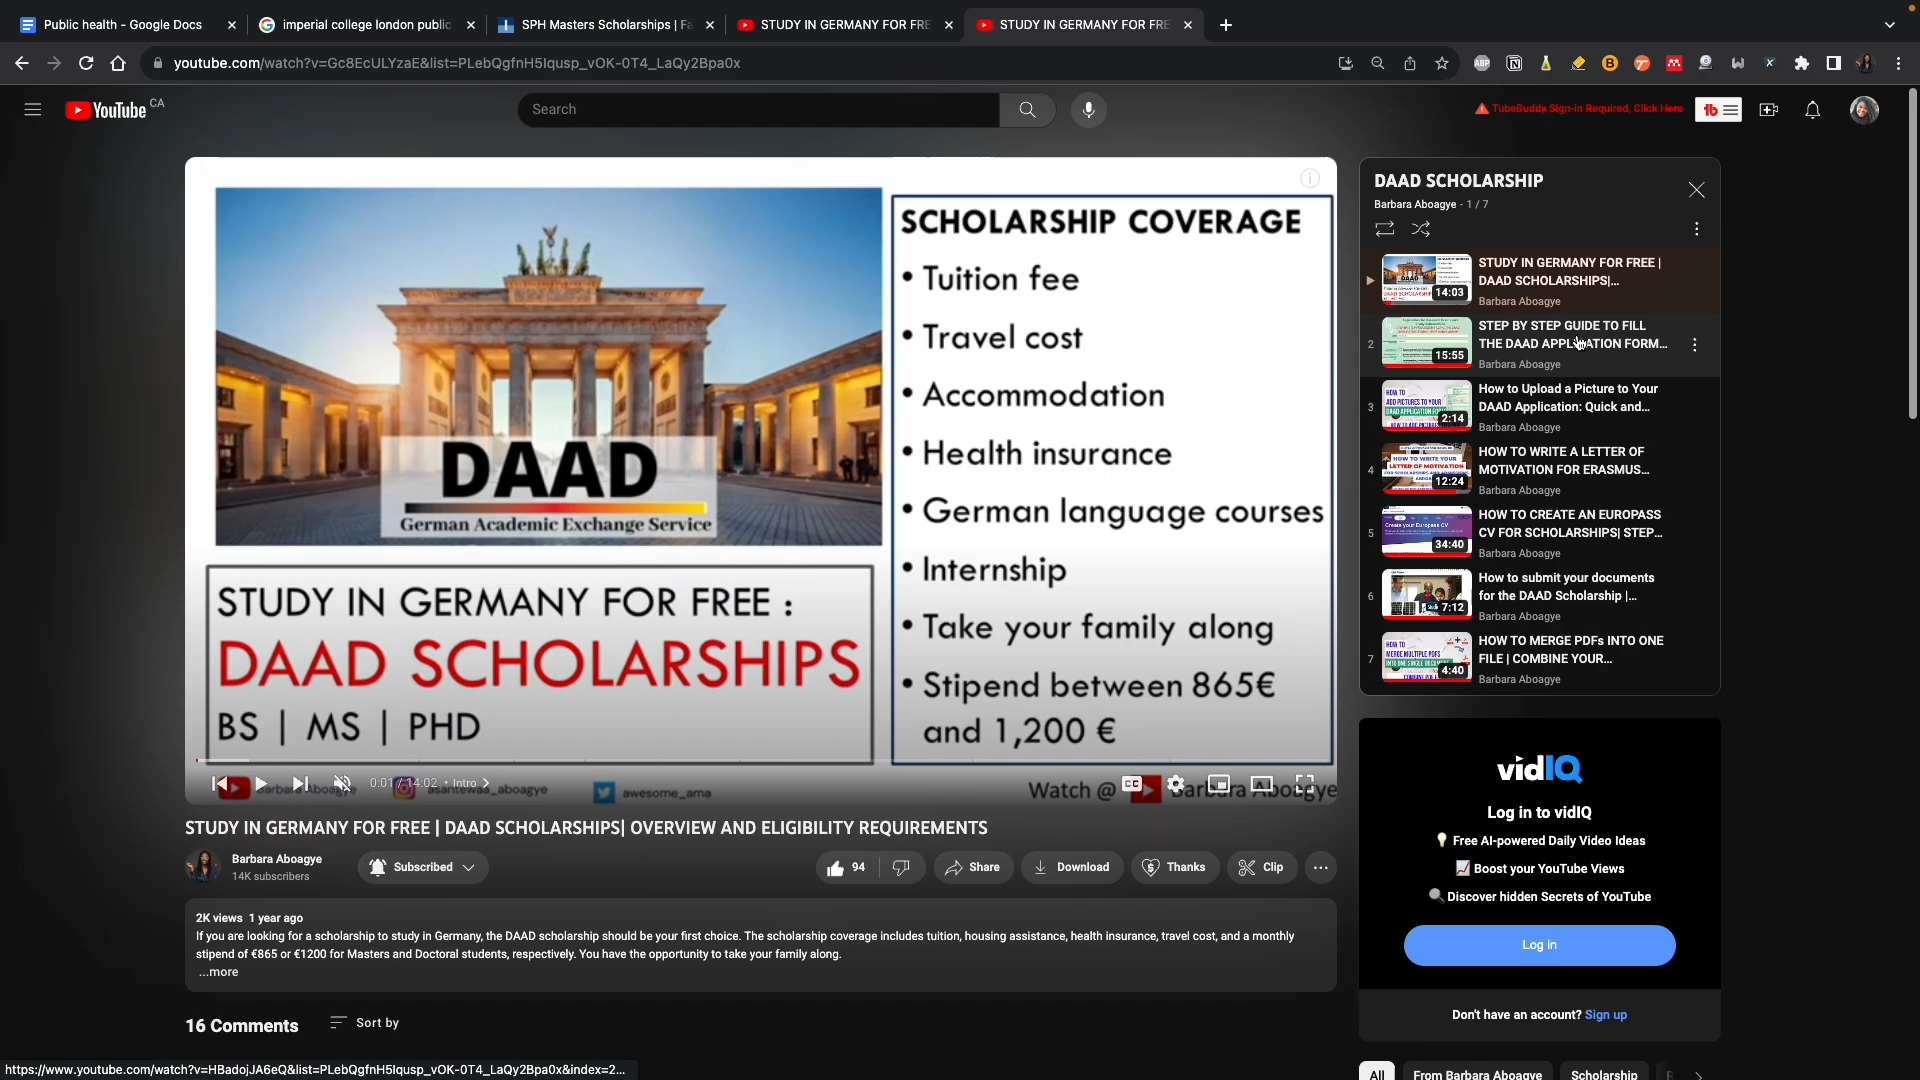 Public health - Google Docs
imperial college london public
SPH Masters Scholarships | Fa
STUDY IN GERMANY FOR FRE
STUDY IN GERMANY FOR FRE
youtube.com/watch?v=Gc8EcULYzaE&list=PLebQgfnH5Iqusp_vOK-0T4_LaQy2Bpa0x
YouTube CA
Search
TubeBuddy Sign-in Required, Click Here
tb
SCHOLARSHIP COVERAGE
• Tuition fee
• Travel cost
• Accommodation
• Health insurance
• German language courses
• Internship
• Take your family along
• Stipend between 865€
and 1,200 €
DAAD
German Academic Exchange Service
STUDY IN GERMANY FOR FREE :
DAAD SCHOLARSHIPS
BS | MS | PHD
0:01 / 14:02 • Intro
Barbara Aboagye
asantewaa_aboagye
awesome_ama
Watch @ Barbara Aboagye
CC
STUDY IN GERMANY FOR FREE | DAAD SCHOLARSHIPS| OVERVIEW AND ELIGIBILITY REQUIREMENTS
Barbara Aboagye
14K subscribers
Subscribed
94
Share
Download
Thanks
Clip
2K views 1 year ago
If you are looking for a scholarship to study in Germany, the DAAD scholarship should be your first choice. The scholarship coverage includes tuition, housing assistance, health insurance, travel cost, and a monthly
stipend of €865 or €1200 for Masters and Doctoral students, respectively. You have the opportunity to take your family along.
...more
16 Comments
Sort by
DAAD SCHOLARSHIP
Barbara Aboagye - 1 / 7
14:03
STUDY IN GERMANY FOR FREE |
DAAD SCHOLARSHIPS|...
Barbara Aboagye
2
15:55
STEP BY STEP GUIDE TO FILL
THE DAAD APPLICATION FORM...
Barbara Aboagye
3
2:14
How to Upload a Picture to Your
DAAD Application: Quick and...
Barbara Aboagye
4
12:24
HOW TO WRITE A LETTER OF
MOTIVATION FOR ERASMUS...
Barbara Aboagye
5
34:40
HOW TO CREATE AN EUROPASS
CV FOR SCHOLARSHIPS| STEP...
Barbara Aboagye
6
7:12
How to submit your documents
for the DAAD Scholarship |...
Barbara Aboagye
7
4:40
HOW TO MERGE PDFs INTO ONE
FILE | COMBINE YOUR...
Barbara Aboagye
vidIQ
Log in to vidIQ
Free AI-powered Daily Video Ideas
Boost your YouTube Views
Discover hidden Secrets of YouTube
Log in
Don't have an account? Sign up
All
From Barbara Aboagye
Scholarship
https://www.youtube.com/watch?v=HBadojJA6eQ&list=PLebQgfnH5Iqusp_vOK-0T4_LaQy2Bpa0x&index=2...